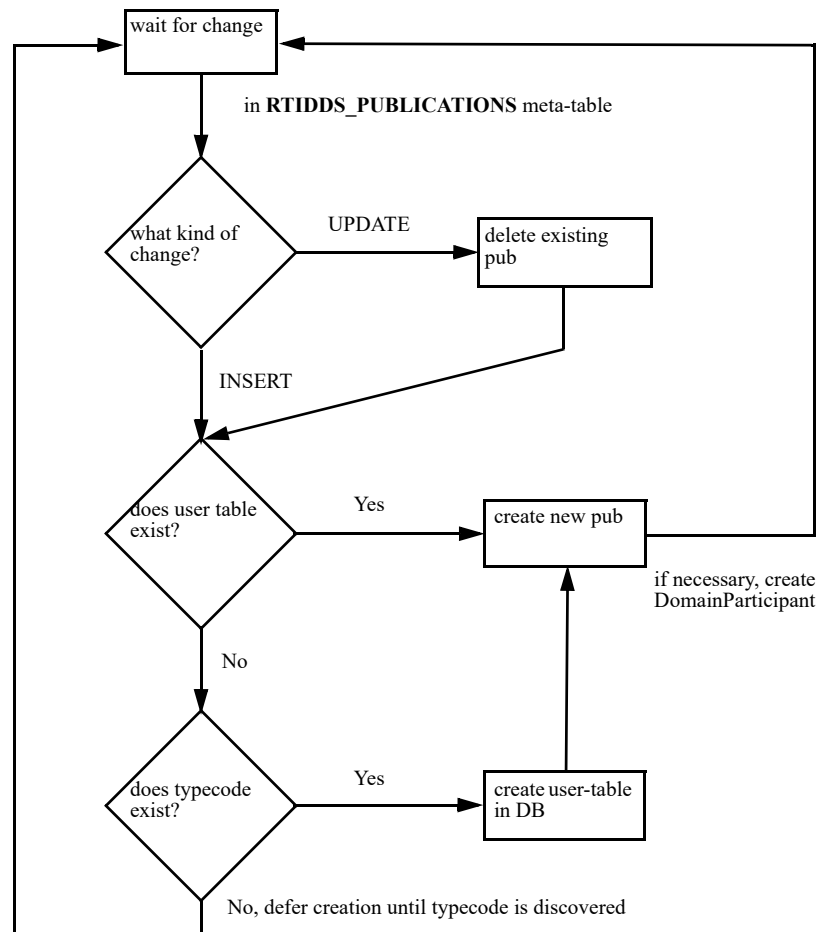 wait for change
in RTIDDS_PUBLICATIONS meta-table
what kind of
change?
UPDATE
delete existing
pub
INSERT
does user table
exist?
Yes
create new pub
if necessary, create
DomainParticipant
No
does typecode
exist?
Yes
create user-table
in DB
No, defer creation until typecode is discovered